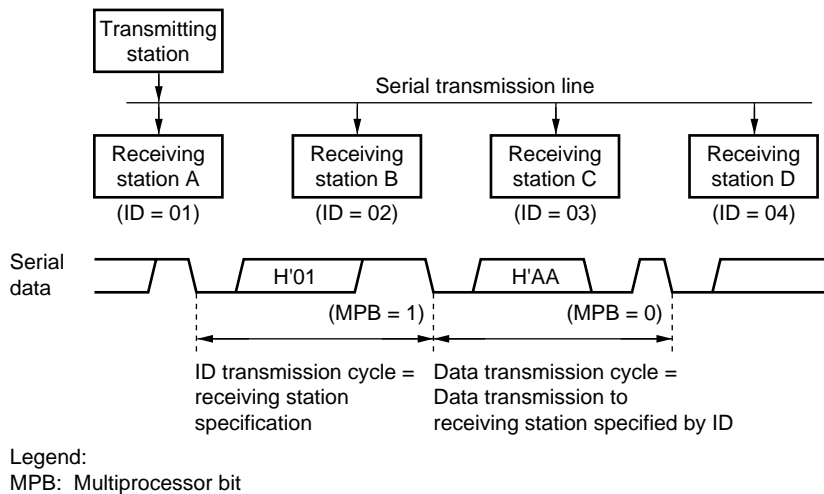 Transmitting
station
Serial transmission line
Receiving
station A
Receiving
station B
Receiving
station C
Receiving
station D
(ID = 01)
(ID = 02)
(ID = 03)
(ID = 04)
Serial
data
H'01
H'AA
(MPB = 1)
(MPB = 0)
ID transmission cycle =
receiving station
specification
Data transmission cycle =
Data transmission to
receiving station specified by ID
Legend:
MPB: Multiprocessor bit